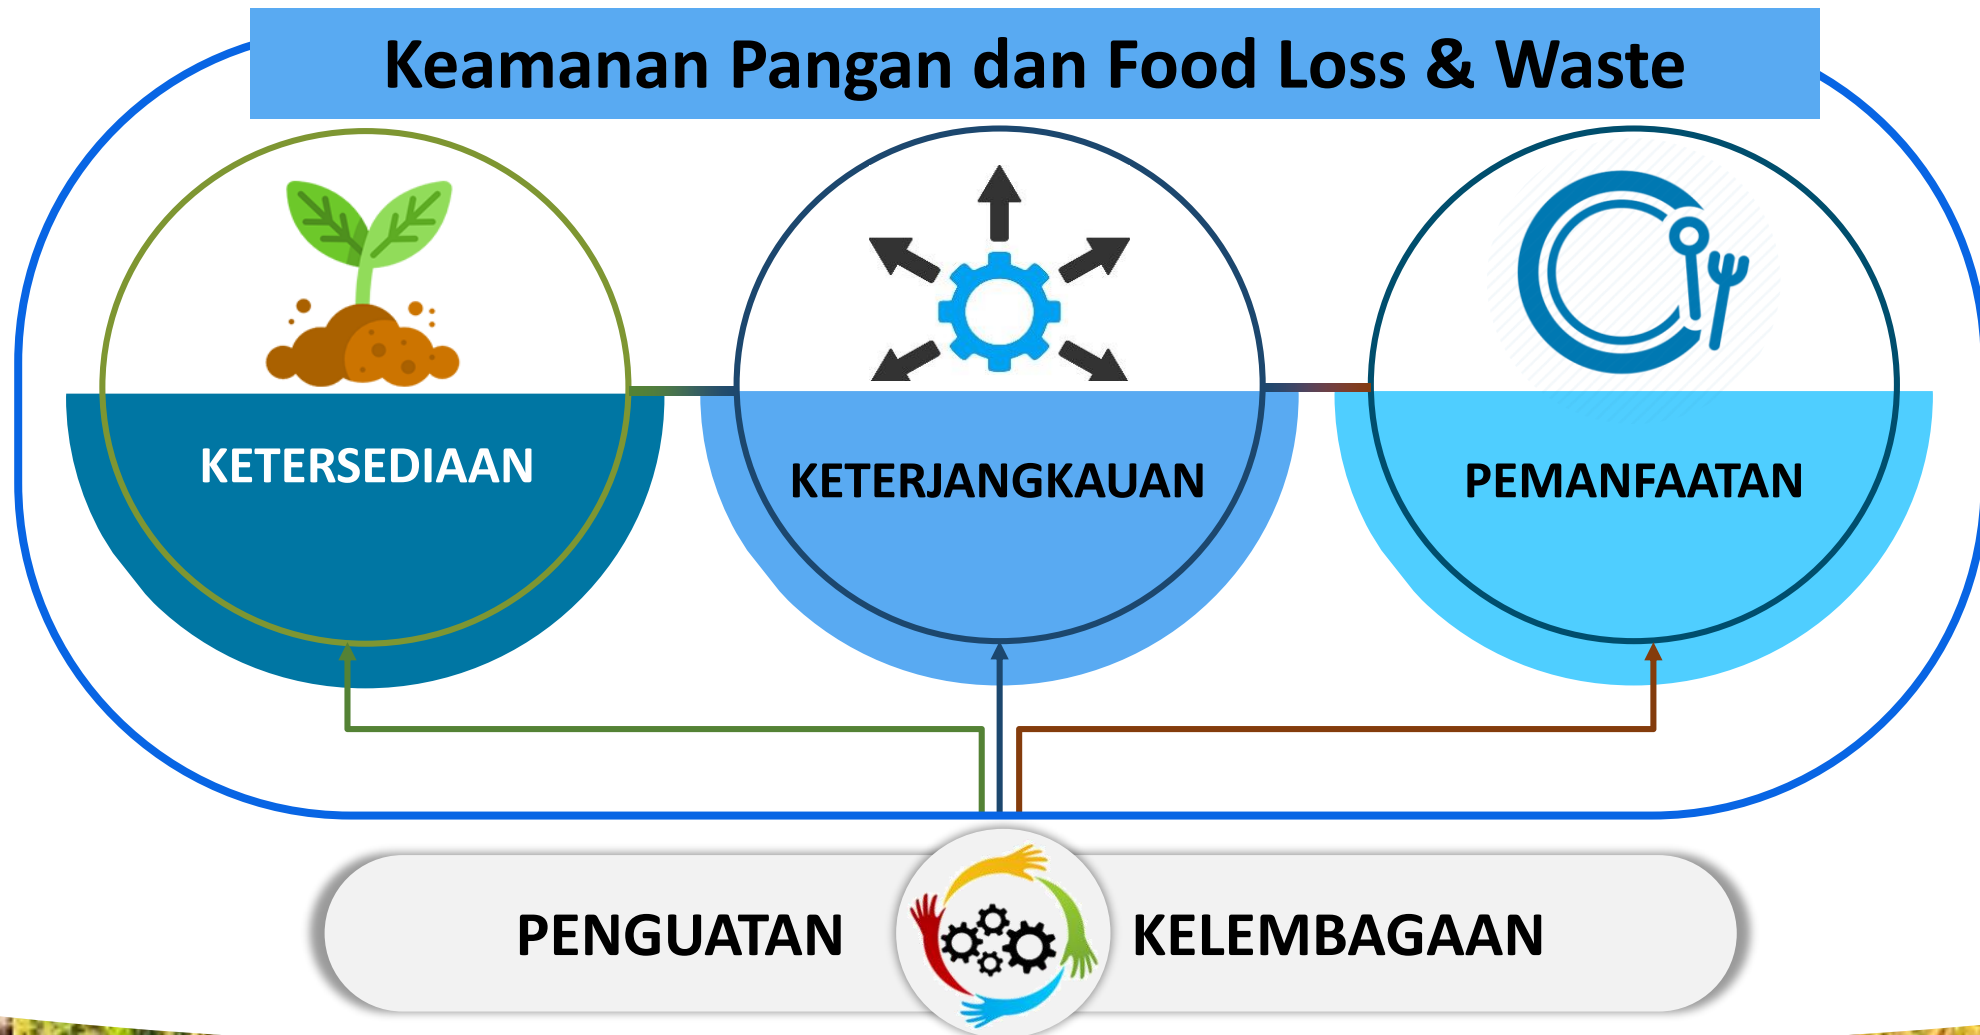 Keamanan Pangan dan Food Loss & Waste
KETERSEDIAAN
KETERJANGKAUAN
PEMANFAATAN
PENGUATAN KELEMBAGAAN